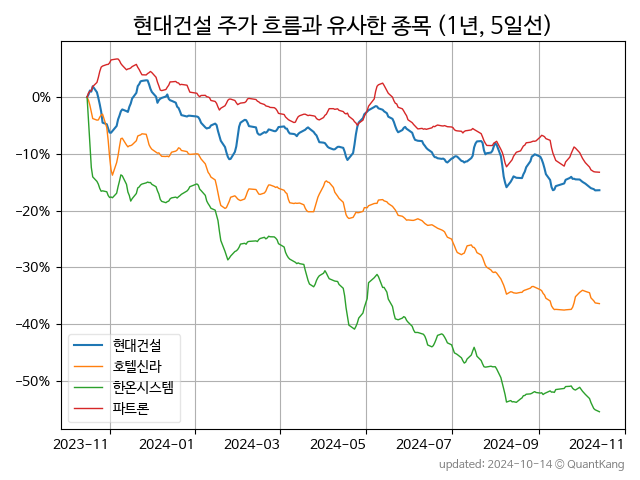 현대건설 주가 흐름과 유사한 종목 (1년, 5일선)
0%
−10%
−20%
−30%
−40%
−50%
현대건설
호텔신라
한온시스템
파트론
2023-11
2024-01
2024-03
2024-05
2024-07
2024-09
2024-11
updated: 2024-10-14 © QuantKang